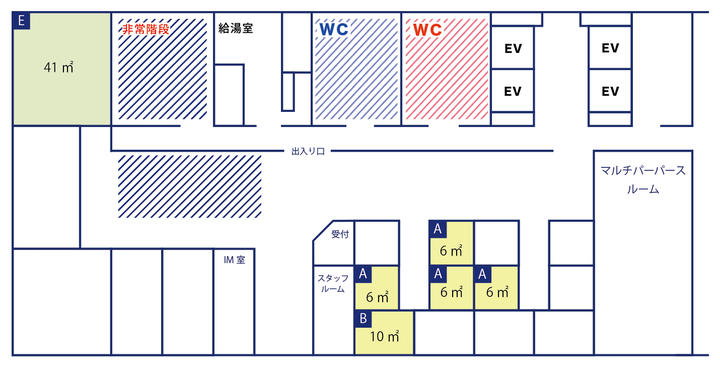 E
41 ㎡
非常階段
給湯室
WC
WC
EV
EV
EV
EV
出入り口
マルチパーパース
ルーム
受付
IM 室
スタッフ
ルーム
A
6 ㎡
A
6 ㎡
A
6 ㎡
A
6 ㎡
B
10 ㎡